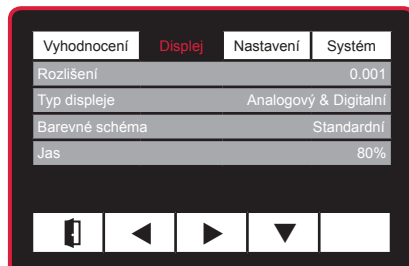 Vyhodnocení Displej Nastavení Systém
Rozlišení 0.001
Typ displeje Analogový & Digitalní
Barevné schéma Standardní
Jas 80%